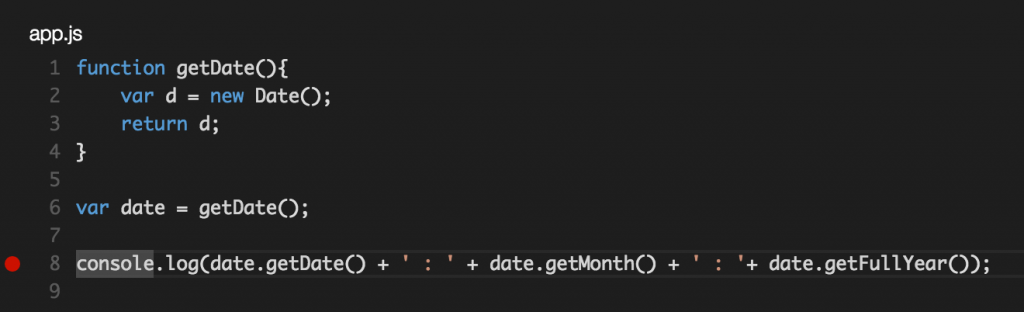 app.js
1 function getDate(){
2     var d = new Date();
3     return d;
4 }
5
6 var date = getDate();
7
8 console.log(date.getDate() + ' : ' + date.getMonth() + ' : '+ date.getFullYear());
9